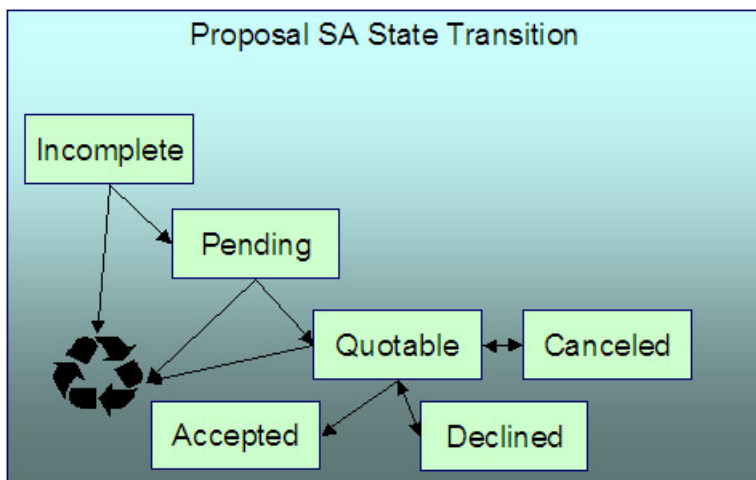 Proposal SA State Transition
Incomplete
Pending
Quotable
Canceled
Accepted
Declined